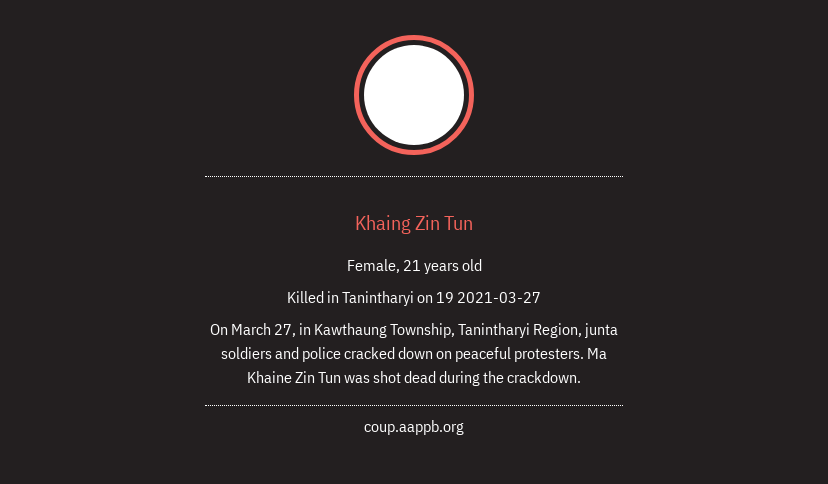 Khaing Zin Tun
Female, 21 years old
Killed in Tanintharyi on 19 2021-03-27
On March 27, in Kawthaung Township, Tanintharyi Region, junta
soldiers and police cracked down on peaceful protesters. Ma
Khaine Zin Tun was shot dead during the crackdown.
coup.aappb.org